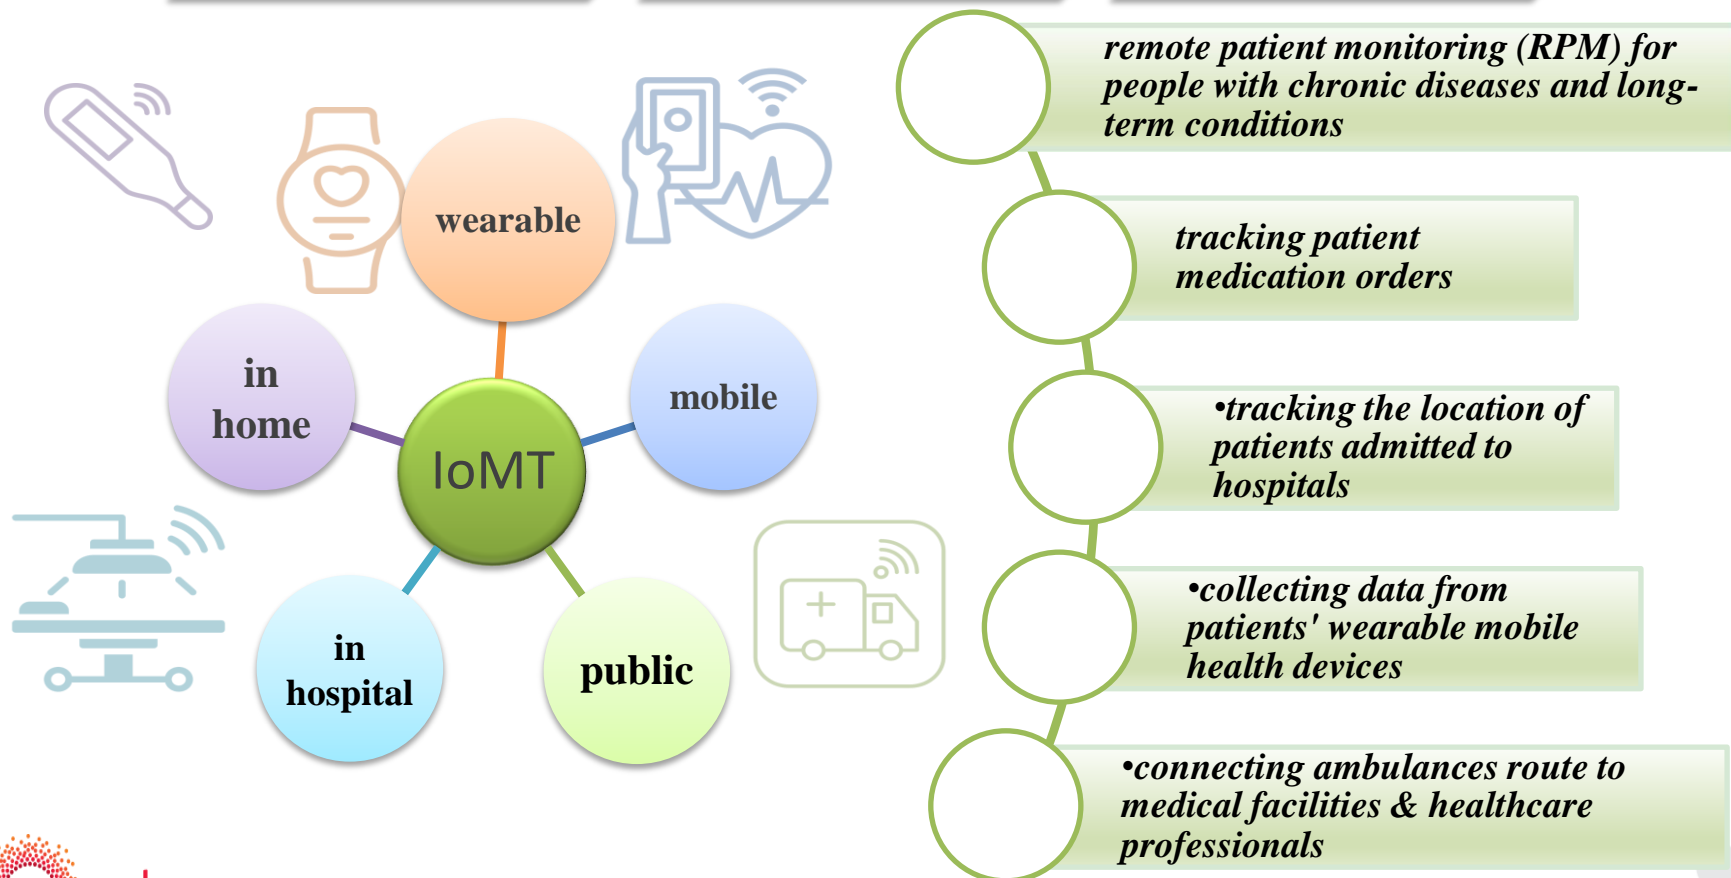 wearable
in
home
mobile
IoMT
in
hospital
public
remote patient monitoring (RPM) for
people with chronic diseases and long-
term conditions
tracking patient
medication orders
•tracking the location of
patients admitted to
hospitals
•collecting data from
patients' wearable mobile
health devices
•connecting ambulances route to
medical facilities & healthcare
professionals